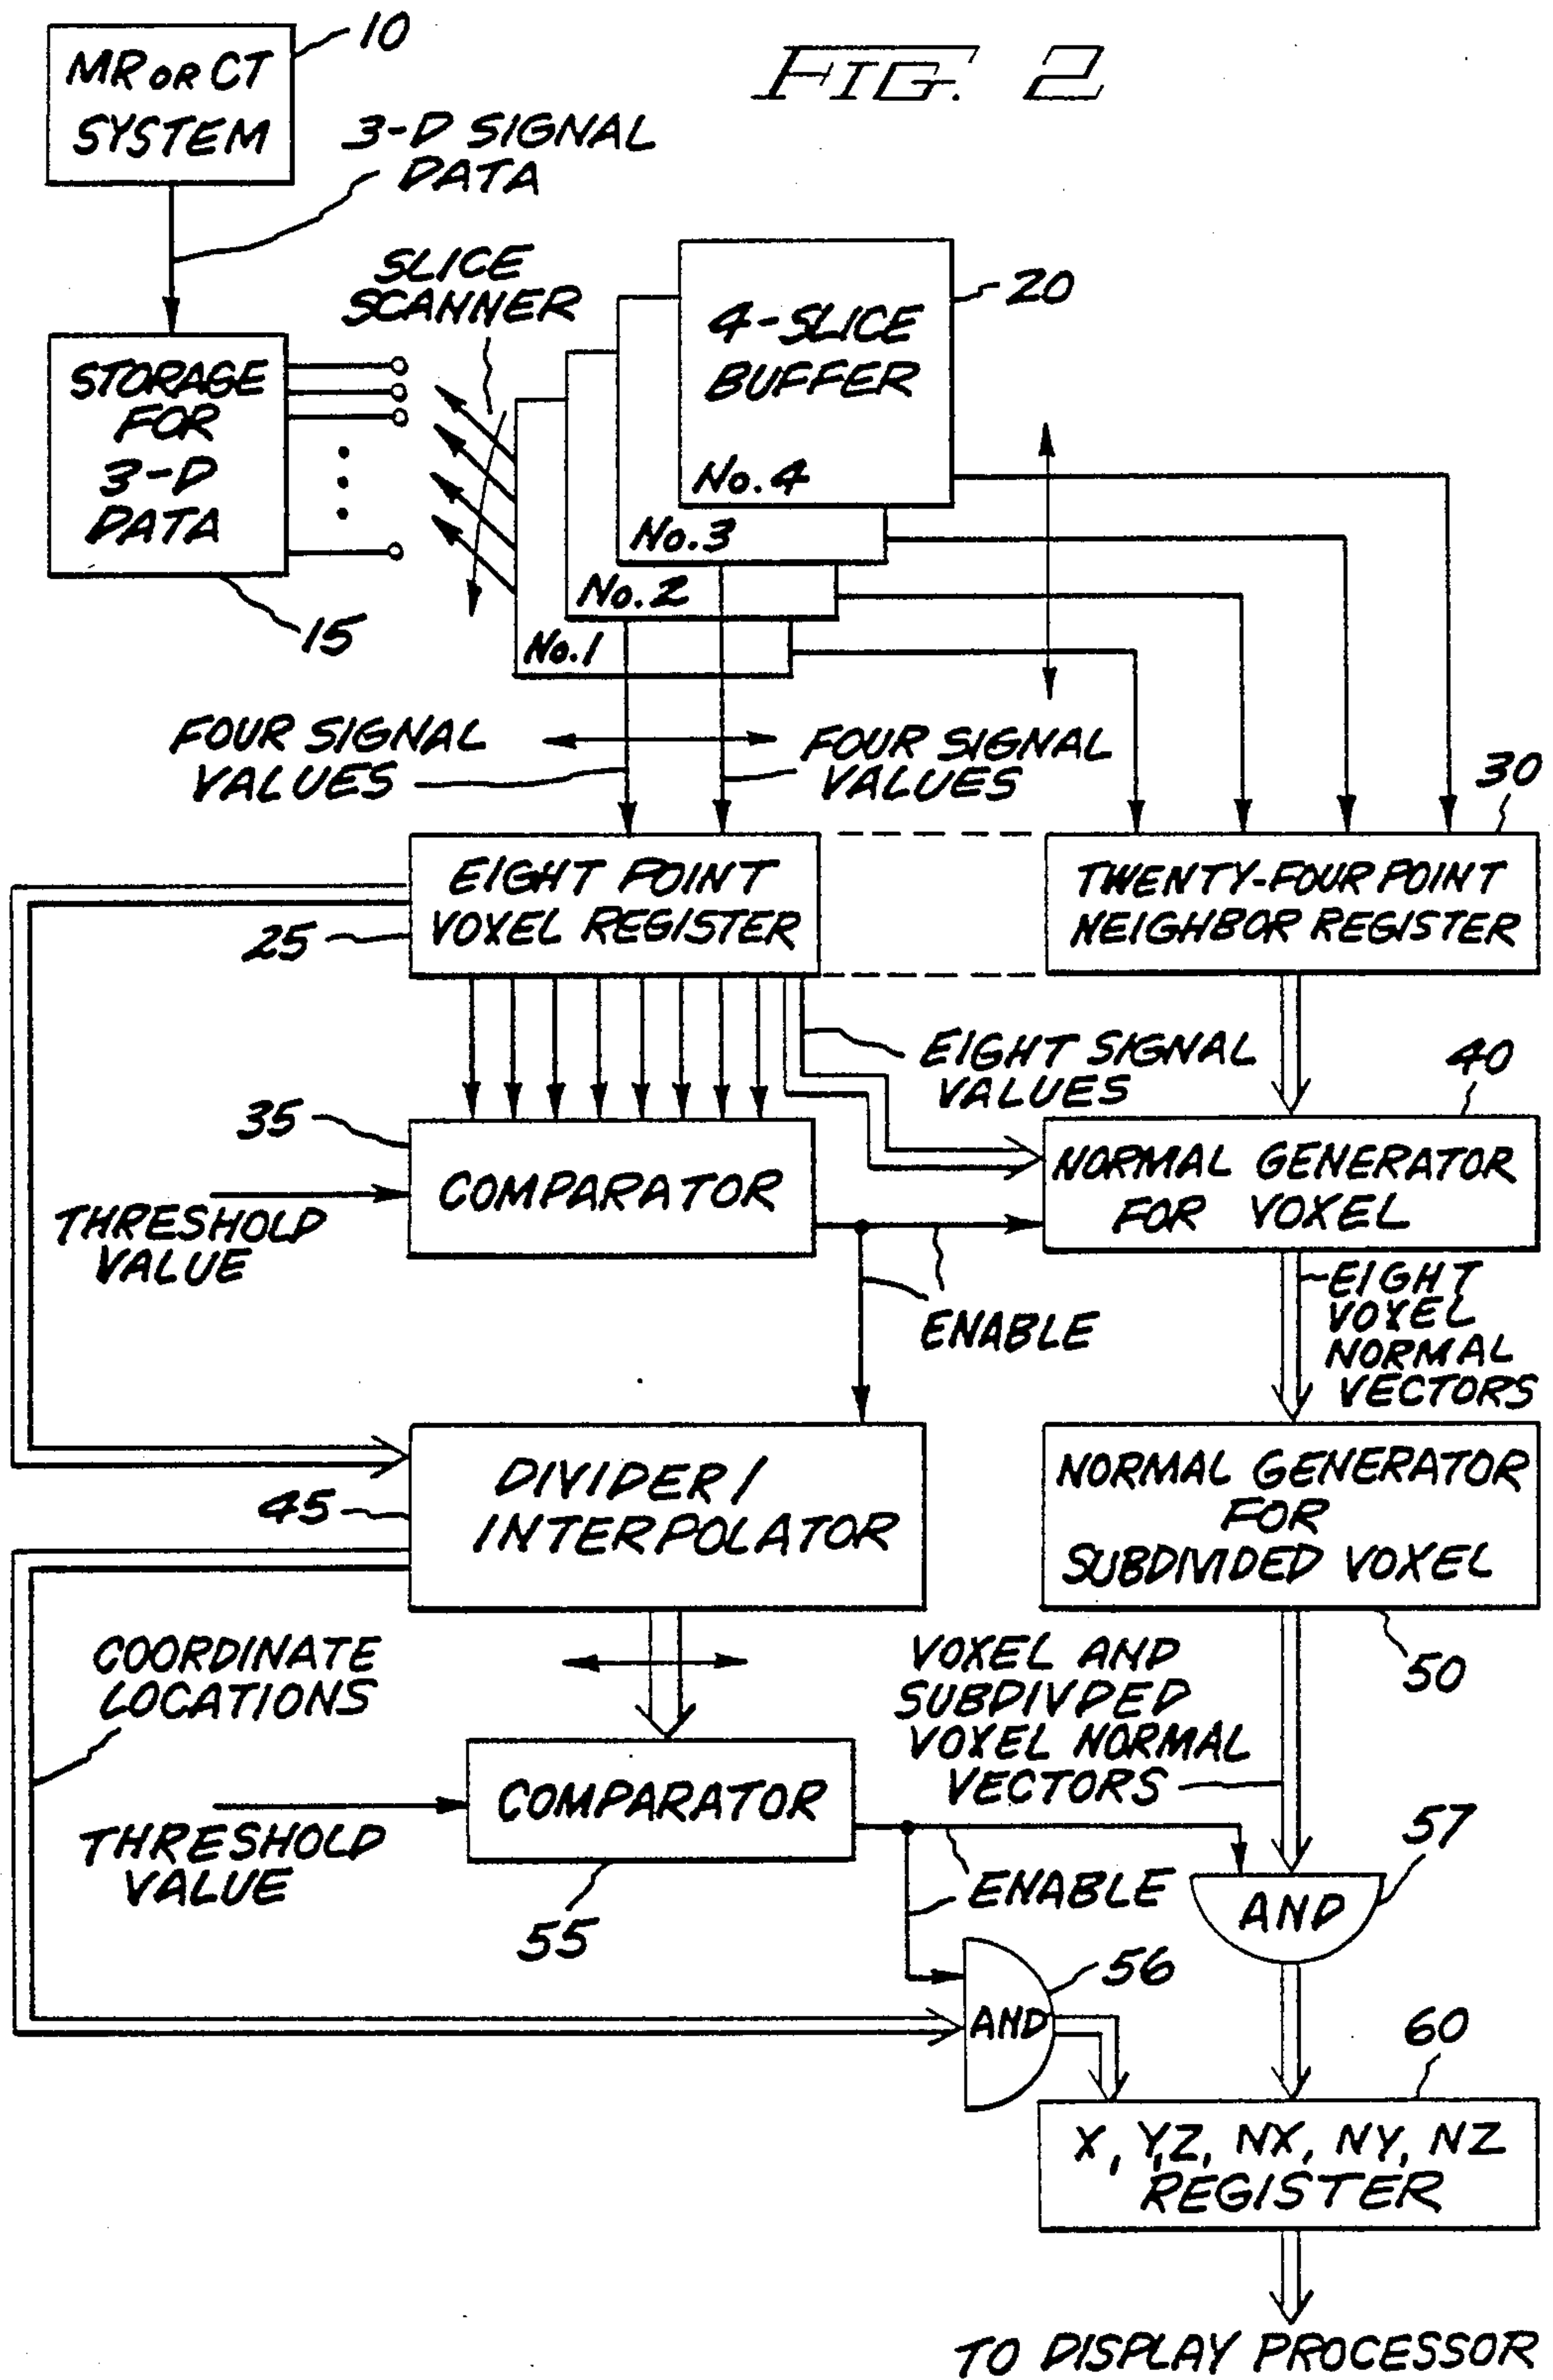 FIG. 2
10
MR OR CT
SYSTEM
3-D SIGNAL
DATA
SLICE
SCANNER
20
4-SLICE
BUFFER
STORAGE
FOR
3-D
DATA
15
No.4
No.3
No.2
No.1
FOUR SIGNAL
VALUES
FOUR SIGNAL
VALUES
30
EIGHT POINT
VOXEL REGISTER
25
TWENTY-FOUR POINT
NEIGHBOR REGISTER
EIGHT SIGNAL
VALUES
40
35
COMPARATOR
THRESHOLD
VALUE
NORMAL GENERATOR
FOR VOXEL
ENABLE
EIGHT
VOXEL
NORMAL
VECTORS
DIVIDER/
INTERPOLATOR
45
NORMAL GENERATOR
FOR
SUBDIVIDED VOXEL
50
COORDINATE
LOCATIONS
VOXEL AND
SUBDIVPED
VOXEL NORMAL
VECTORS
COMPARATOR
THRESHOLD
VALUE
55
ENABLE
57
AND
56
AND
60
X, Y, Z, NX, NY, NZ
REGISTER
TO DISPLAY PROCESSOR